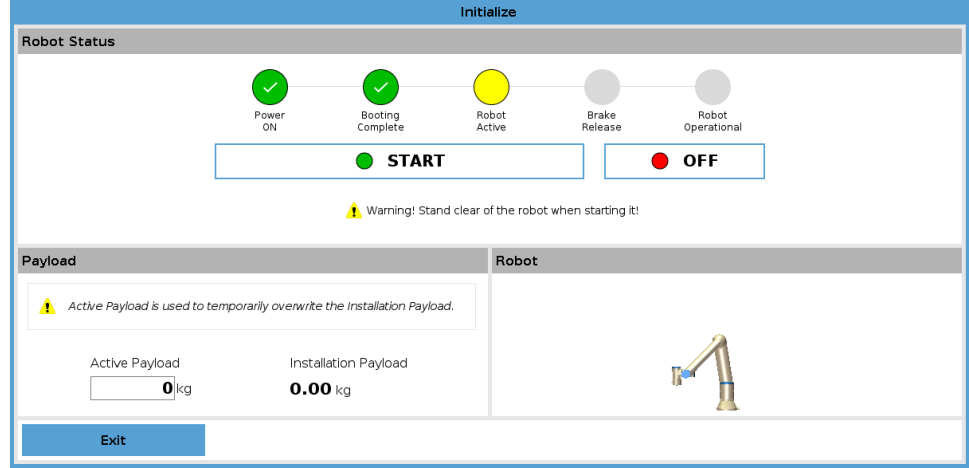 Initialize
Robot Status
Power
ON
Booting
Complete
Robot
Active
Brake
Release
Robot
Operational
START
OFF
Warning! Stand clear of the robot when starting it!
Payload
Active Payload is used to temporarily overwrite the Installation Payload.
Active Payload
0 kg
Installation Payload
0.00 kg
Robot
Exit